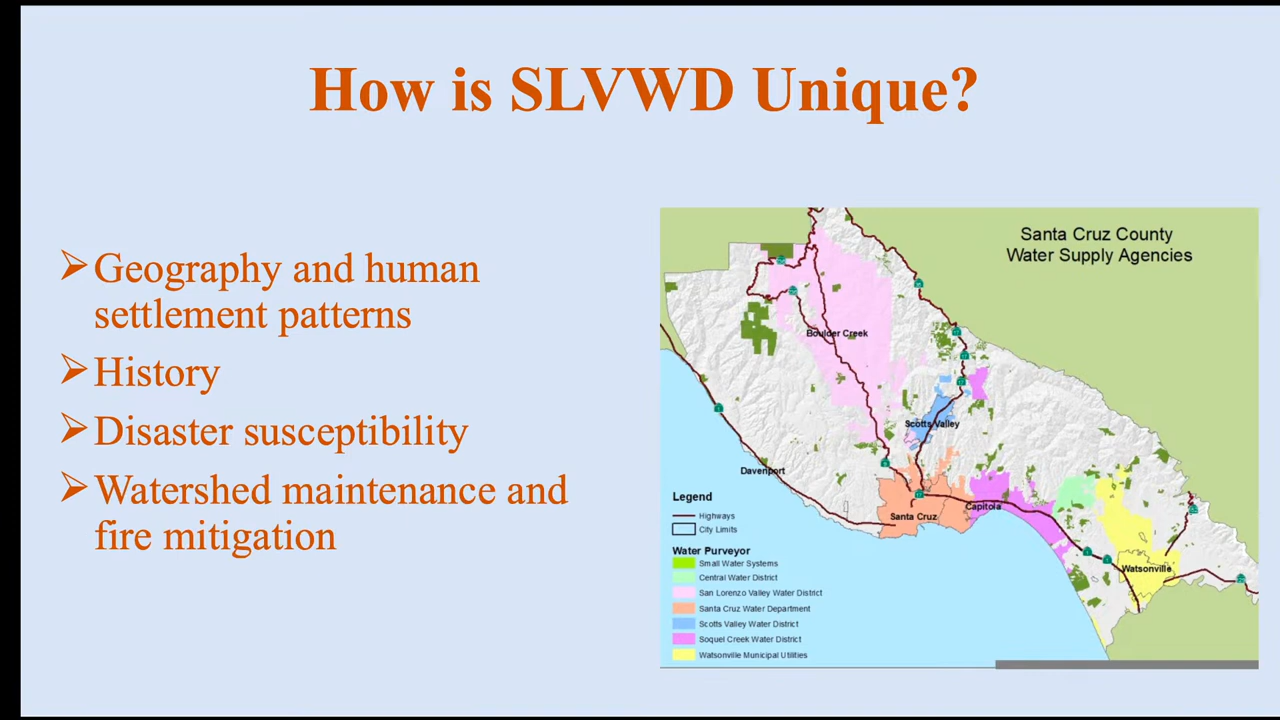 How is SLVWD Unique?
Geography and human
settlement patterns
History
Disaster susceptibility
Watershed maintenance and
fire mitigation
Santa Cruz County
Water Supply Agencies
Boulder Creek
Scotts Valley
Davenport
Santa Cruz
Capitola
Watsonville
Legend
Highways
City Limits
Water Purveyor
Small Water Systems
Central Water District
San Lorenzo Valley Water District
Santa Cruz Water Department
Scotts Valley Water District
Soquel Creek Water District
Watsonville Municipal Utilities